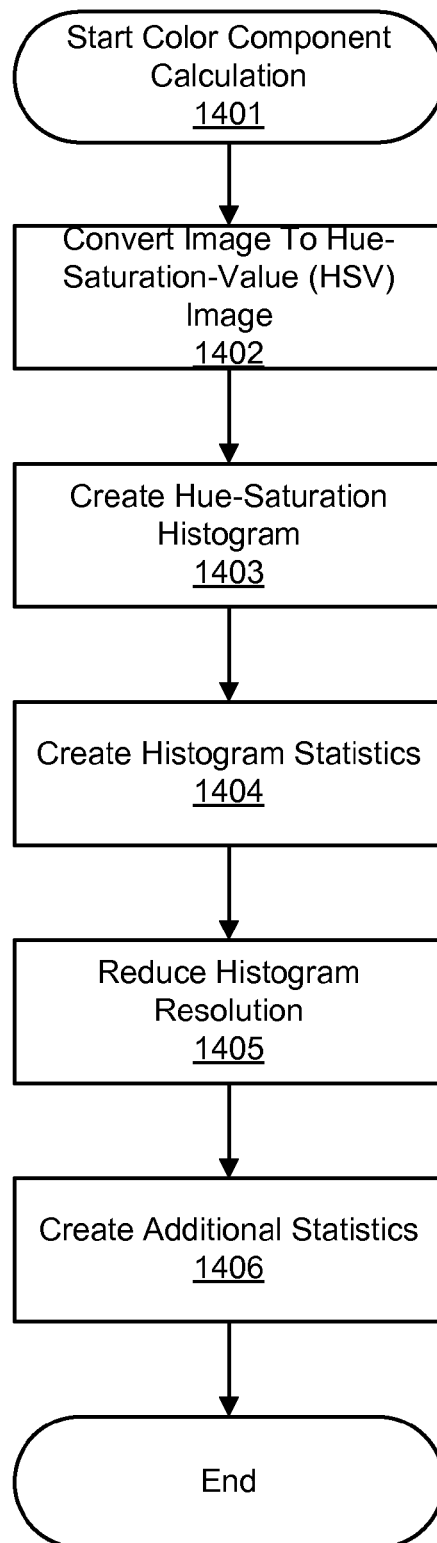 Start Color Component
Calculation
1401
Convert Image To Hue-
Saturation-Value (HSV)
Image
1402
Create Hue-Saturation
Histogram
1403
Create Histogram Statistics
1404
Reduce Histogram
Resolution
1405
Create Additional Statistics
1406
End